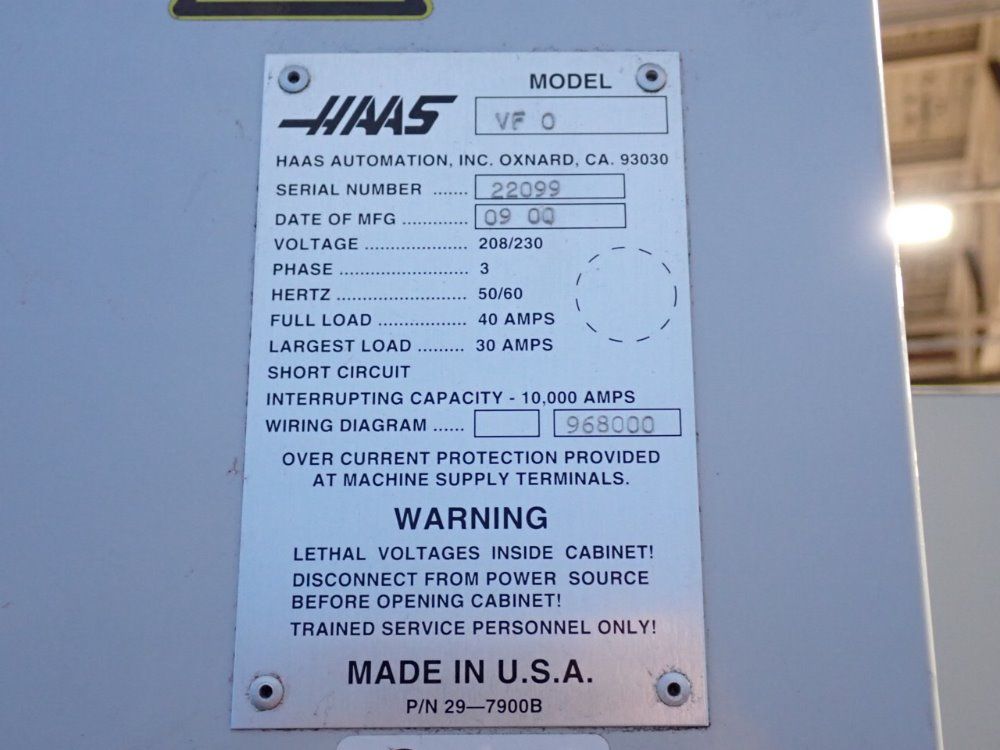 MODEL
HAAS VF 0
HAAS AUTOMATION, INC. OXNARD, CA. 93030
SERIAL NUMBER ....... 22099
DATE OF MFG ............ 09 00
VOLTAGE ................... 208/230
PHASE ........................ 3
HERTZ ........................ 50/60
FULL LOAD ................. 40 AMPS
LARGEST LOAD ......... 30 AMPS
SHORT CIRCUIT
INTERRUPTING CAPACITY - 10,000 AMPS
WIRING DIAGRAM ...... 968000
OVER CURRENT PROTECTION PROVIDED
AT MACHINE SUPPLY TERMINALS.
WARNING
LETHAL VOLTAGES INSIDE CABINET!
DISCONNECT FROM POWER SOURCE
BEFORE OPENING CABINET!
TRAINED SERVICE PERSONNEL ONLY!
MADE IN U.S.A.
P/N 29—7900B